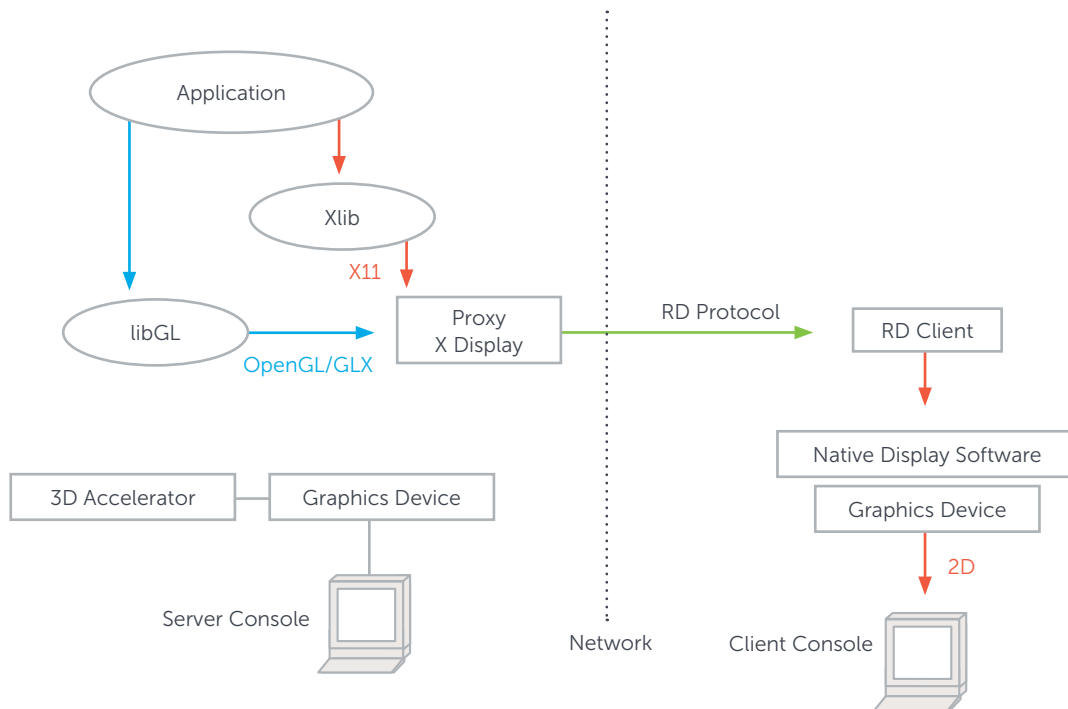 Application
Xlib
X11
libGL
OpenGL/GLX
Proxy
X Display
RD Protocol
RD Client
Native Display Software
Graphics Device
2D
3D Accelerator
Graphics Device
Server Console
Network
Client Console